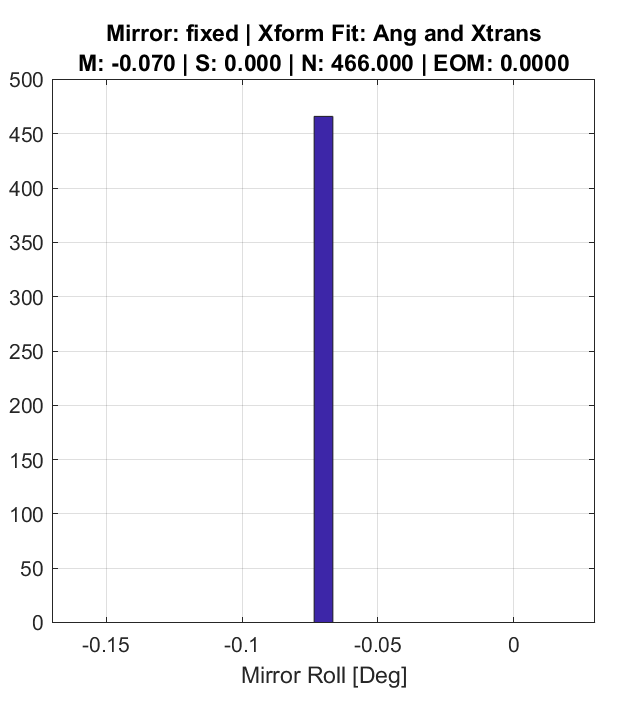 Mirror: fixed | Xform Fit: Ang and Xtrans
M: -0.070 | S: 0.000 | N: 466.000 | EOM: 0.0000
500
450
400
350
300
250
200
150
100
50
0
-0.15 -0.1 -0.05 0
Mirror Roll [Deg]